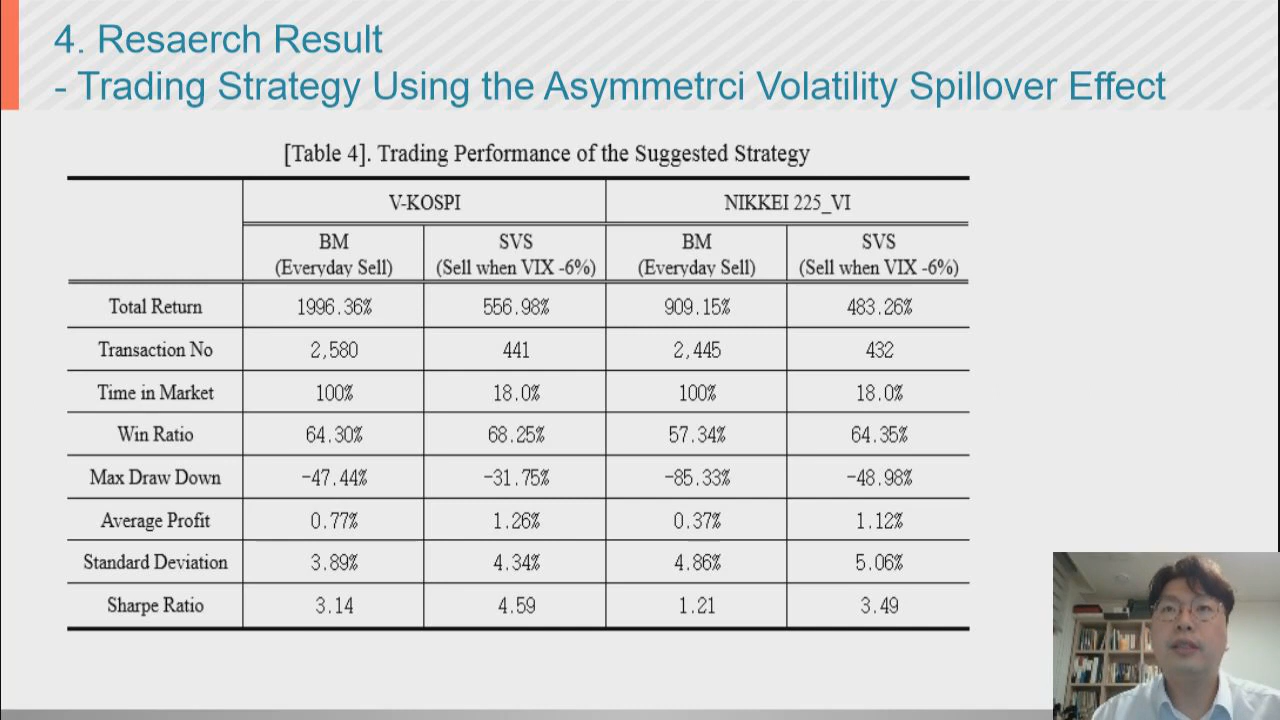 4. Resaerch Result
- Trading Strategy Using the Asymmetrci Volatility Spillover Effect
[Table 4]. Trading Performance of the Suggested Strategy
V-KOSPI NIKKEI 225_VI
BM SVS BM SVS
(Everyday Sell) (Sell when VIX -6%) (Everyday Sell) (Sell when VIX -6%)
Total Return 1996.36% 556.98% 909.15% 483.26%
Transaction No 2,580 441 2,445 432
Time in Market 100% 18.0% 100% 18.0%
Win Ratio 64.30% 68.25% 57.34% 64.35%
Max Draw Down -47.44% -31.75% -85.33% -48.98%
Average Profit 0.77% 1.26% 0.37% 1.12%
Standard Deviation 3.89% 4.34% 4.86% 5.06%
Sharpe Ratio 3.14 4.59 1.21 3.49